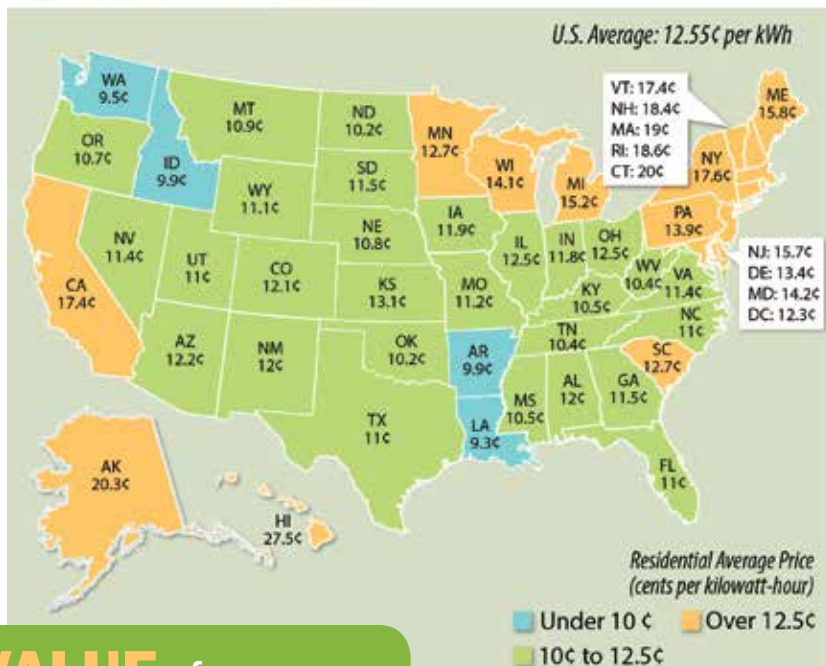 U.S. Average: 12.55¢ per kWh
WA
9.5¢
OR
10.7¢
ID
9.9¢
MT
10.9¢
ND
10.2¢
MN
12.7¢
WI
14.1¢
MI
15.2¢
VT: 17.4¢
NH: 18.4¢
MA: 19¢
RI: 18.6¢
CT: 20¢
ME
15.8¢
NY
17.6¢
PA
13.9¢
NJ: 15.7¢
DE: 13.4¢
MD: 14.2¢
DC: 12.3¢
SD
11.5¢
WY
11.1¢
NE
10.8¢
IA
11.9¢
IL
12.5¢
IN
11.8¢
OH
12.5¢
WV
10.4¢
VA
11.4¢
NV
11.4¢
UT
11¢
CO
12.1¢
KS
13.1¢
MO
11.2¢
KY
10.5¢
NC
11¢
CA
17.4¢
AZ
12.2¢
NM
12¢
OK
10.2¢
AR
9.9¢
TN
10.4¢
SC
12.7¢
TX
11¢
LA
9.3¢
MS
10.5¢
AL
12¢
GA
11.5¢
FL
11¢
AK
20.3¢
HI
27.5¢
Residential Average Price
(cents per kilowatt-hour)
Under 10 ¢
Over 12.5¢
10¢ to 12.5¢
VALUE of